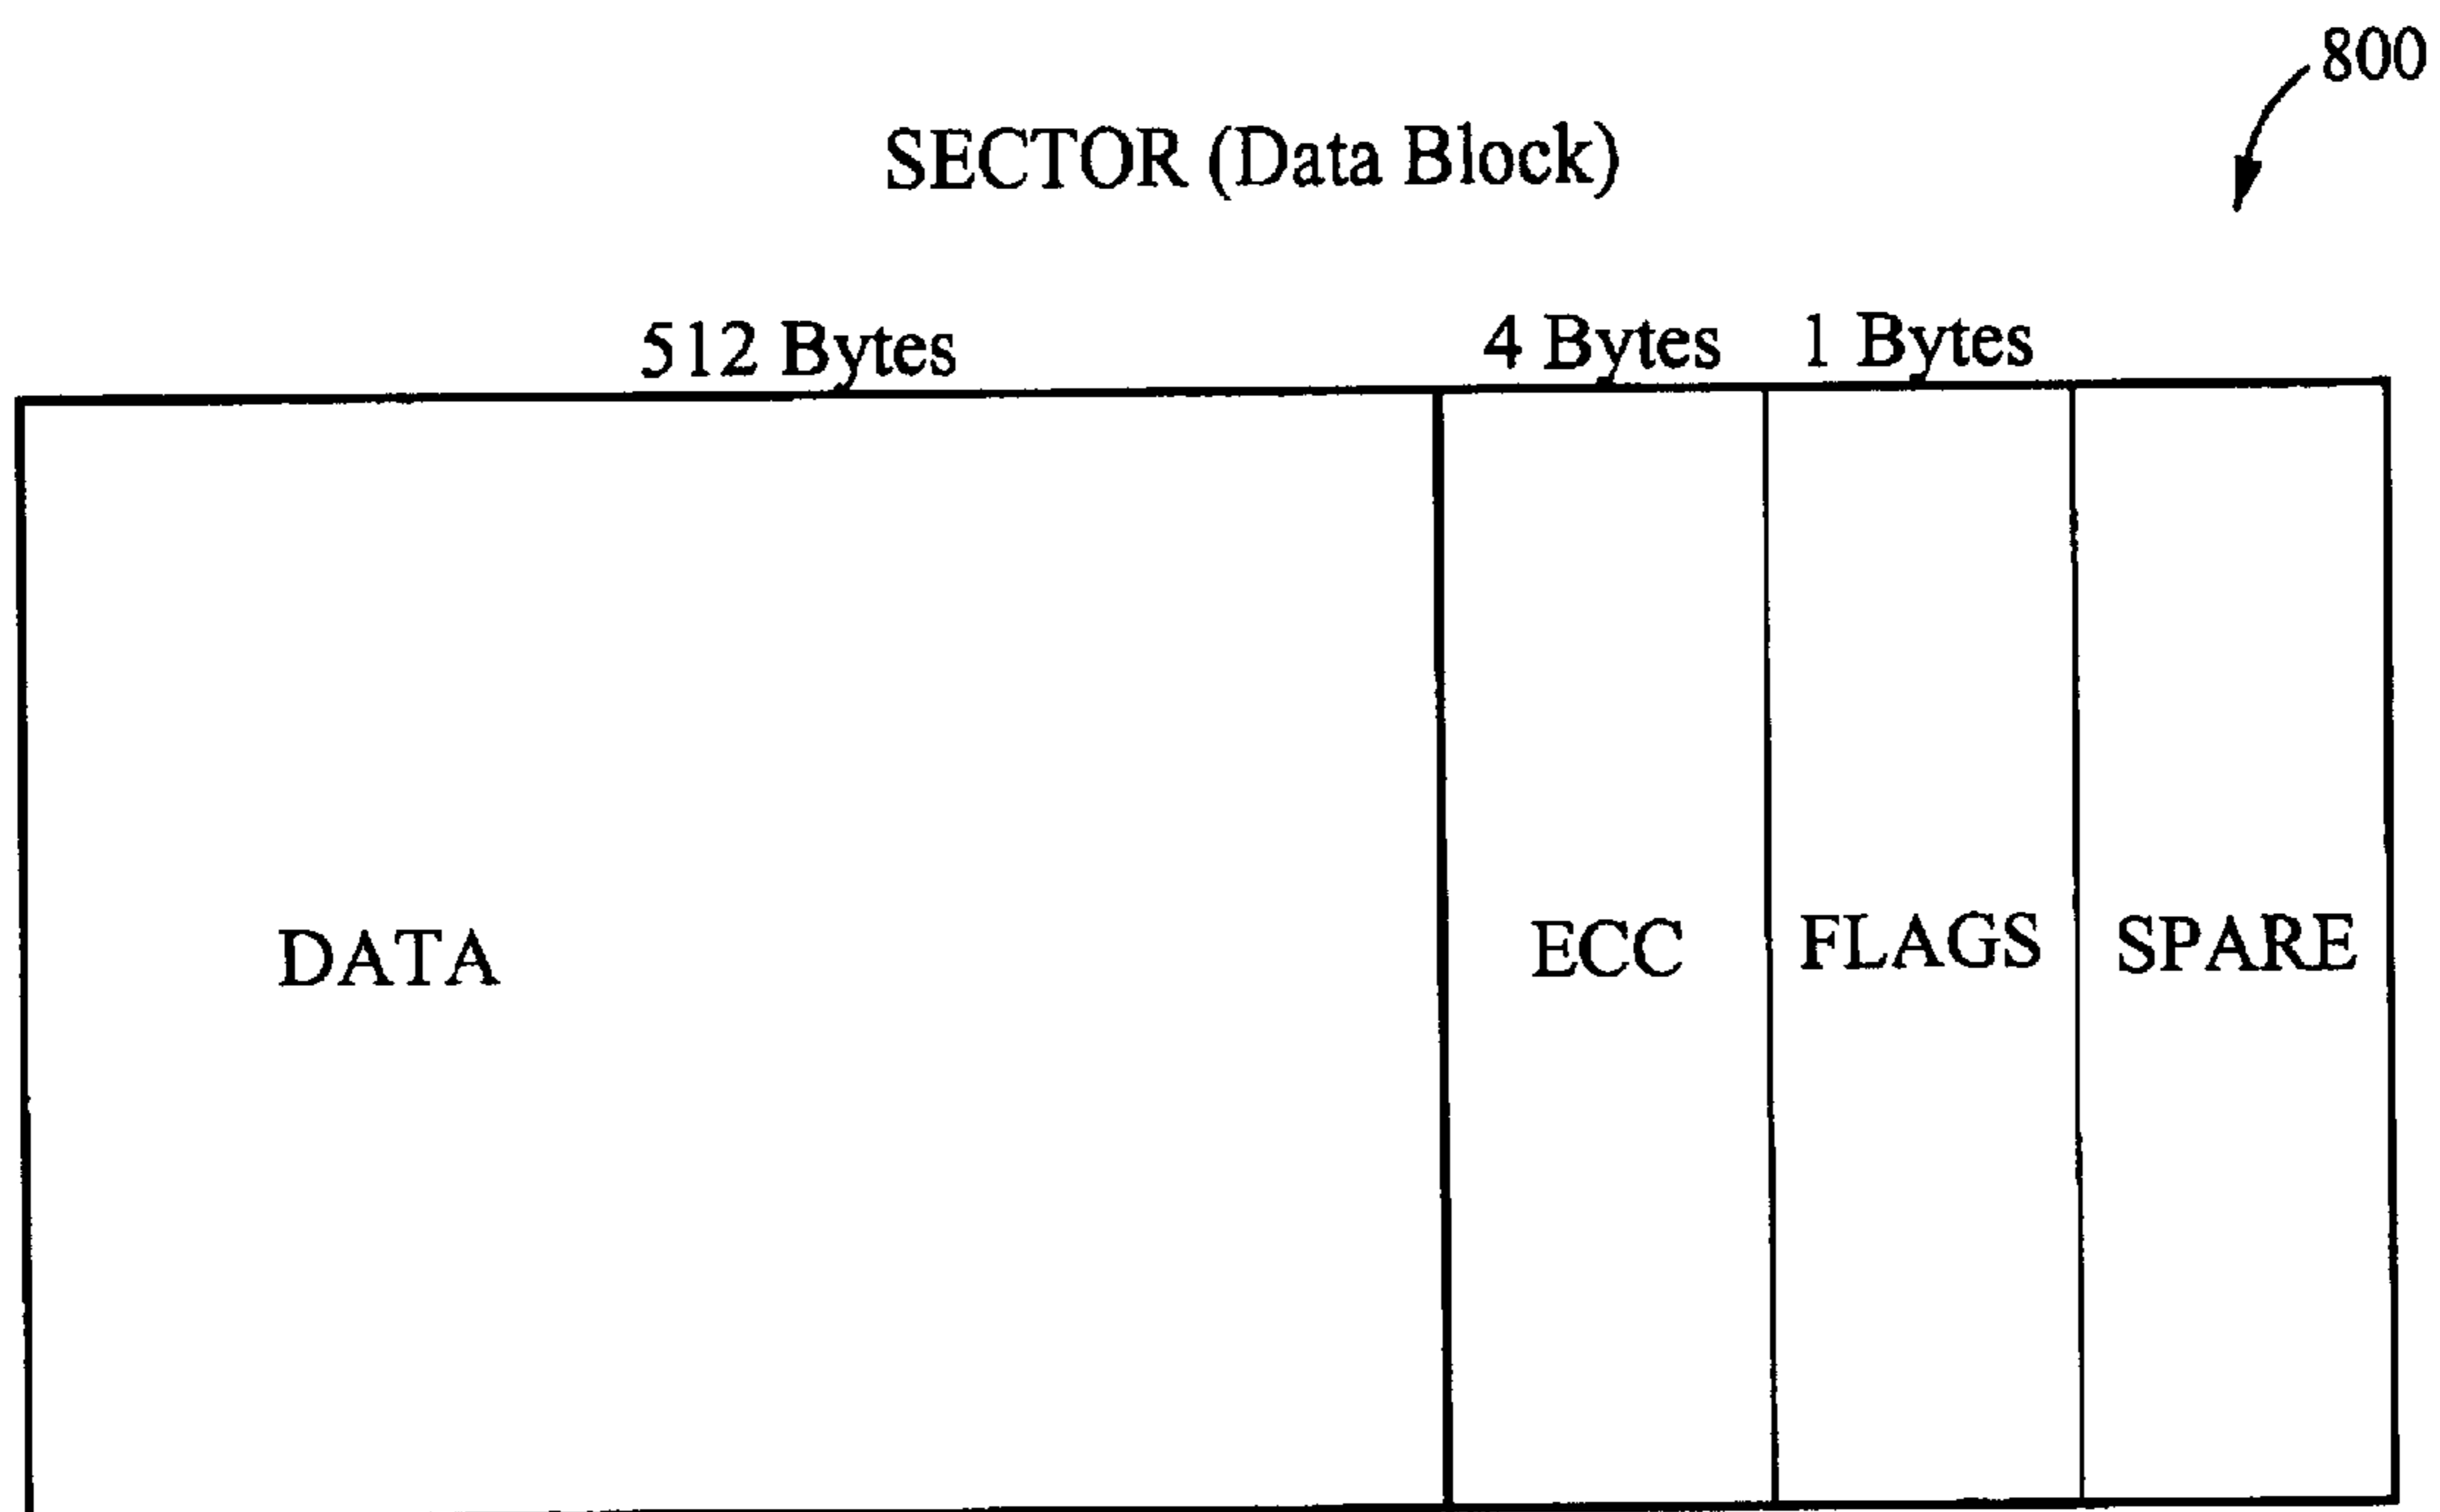 800
SECTOR (Data Block)
512 Bytes 4 Bytes 1 Bytes
DATA ECC FLAGS SPARE